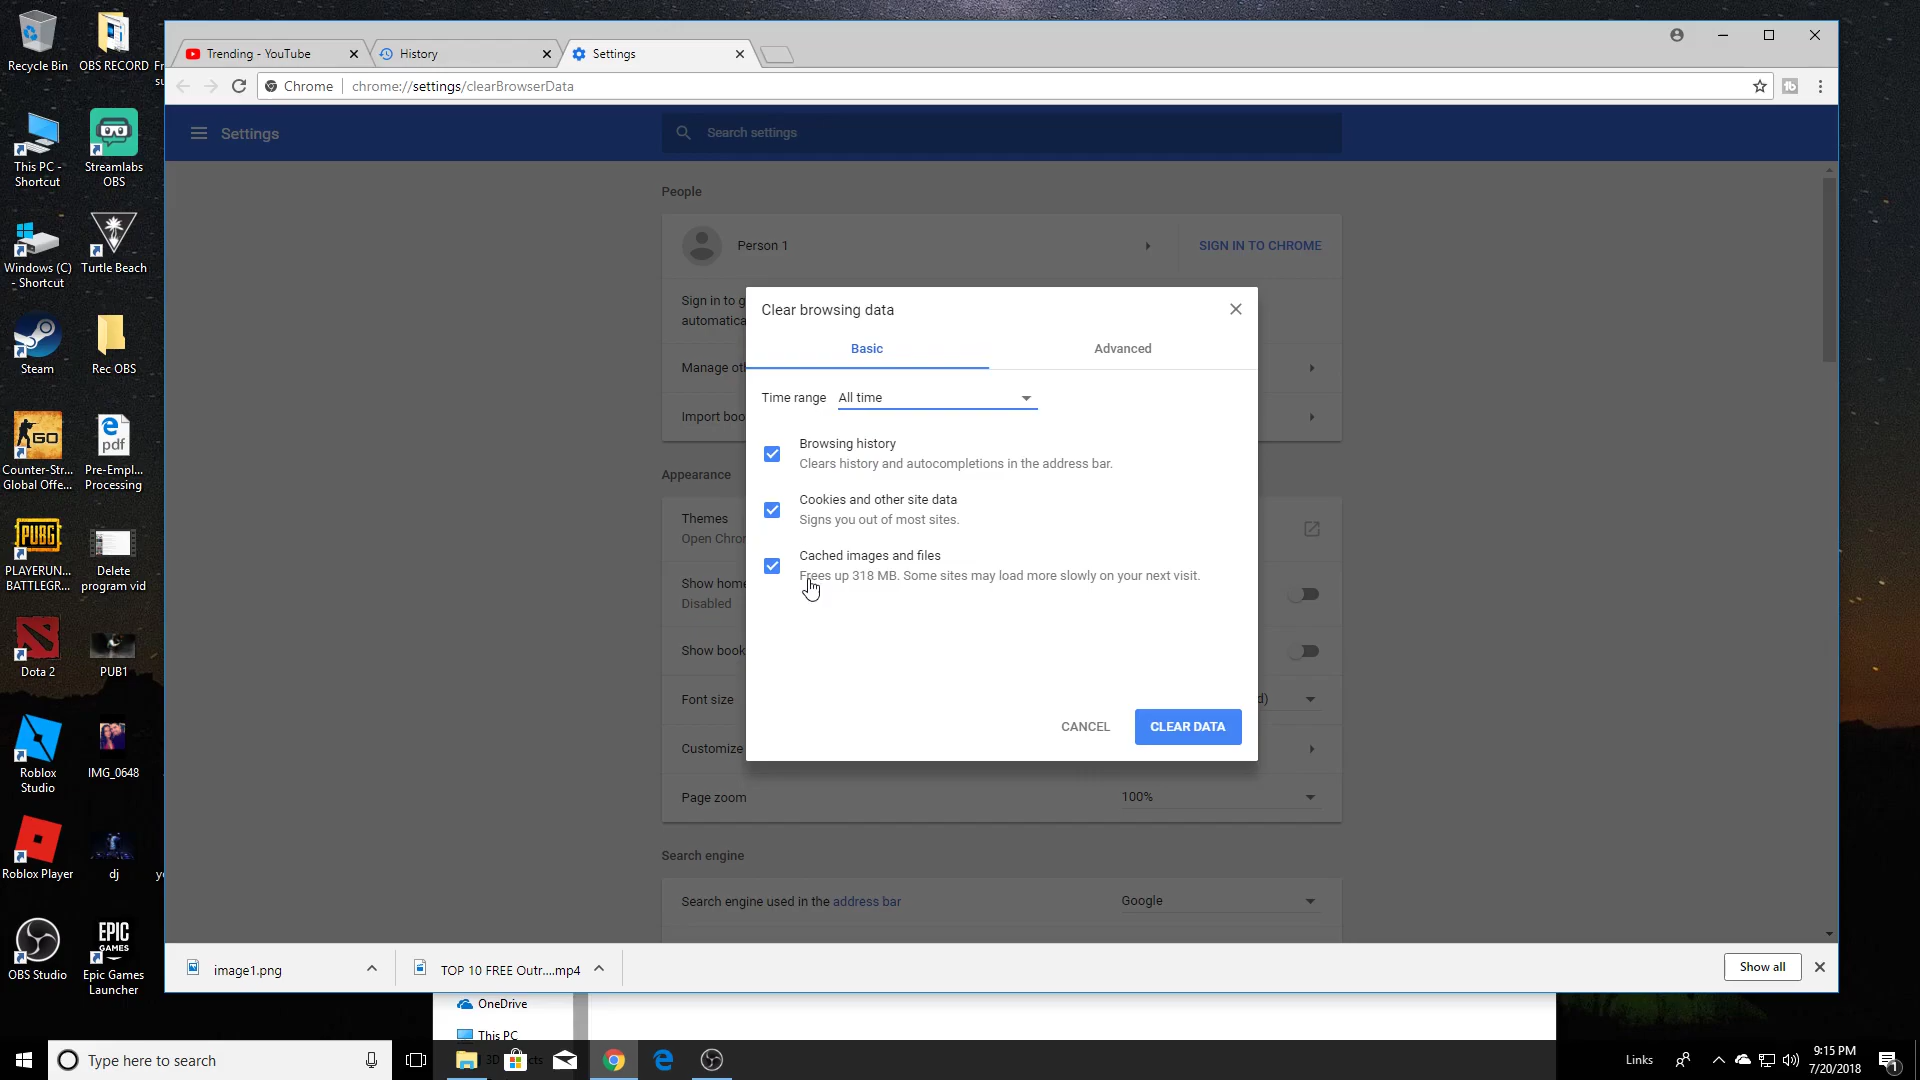 Recycle Bin
OBS RECORD
This PC -
Shortcut
Streamlabs
OBS
Windows (C)
- Shortcut
Turtle Beach
Steam
Rec OBS
Counter-Str...
Global Offe...
Pre-Empl...
Processing
PLAYERUN...
BATTLEGR...
Delete
program vid
Dota 2
PUB1
Roblox
Studio
IMG_0648
Roblox Player
dj
OBS Studio
Epic Games
Launcher
GO
pdf
PUBG
EPIC
GAMES
Trending - YouTube
History
Settings
Chrome
chrome://settings/clearBrowserData
Settings
Search settings
People
Person 1
SIGN IN TO CHROME
Sign in to g
automatica
Manage oth
Import boo
Appearance
Themes
Open Chror
Show home
Disabled
Show book
Font size
d)
Customize
Page zoom
100%
Search engine
Search engine used in the address bar
Google
Clear browsing data
Basic
Advanced
Time range
All time
Browsing history
Clears history and autocompletions in the address bar.
Cookies and other site data
Signs you out of most sites.
Cached images and files
Frees up 318 MB. Some sites may load more slowly on your next visit.
CANCEL
CLEAR DATA
image1.png
TOP 10 FREE Outr....mp4
Show all
OneDrive
This PC
Type here to search
Links
9:15 PM
7/20/2018
1